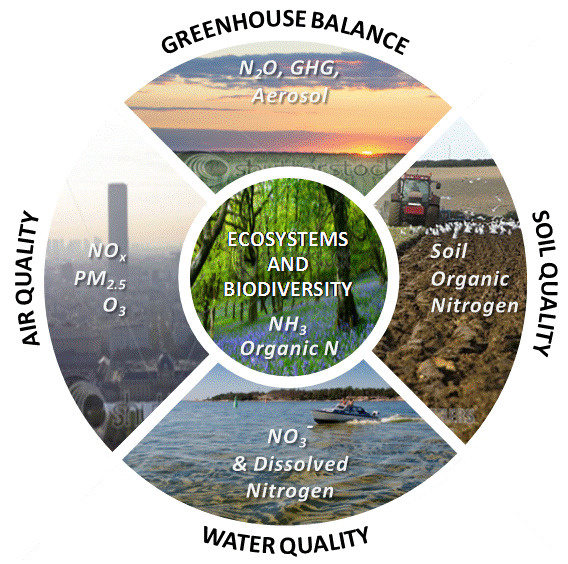 GREENHOUSE BALANCE
N₂O, GHG,
Aerosol
shutterstock
AIR QUALITY
NOₓ
PM₂.₅
O₃
ECOSYSTEMS
AND
BIODIVERSITY
NH₃
Organic N
Soil
Organic
Nitrogen
SOIL QUALITY
NO₃
& Dissolved
Nitrogen
WATER QUALITY